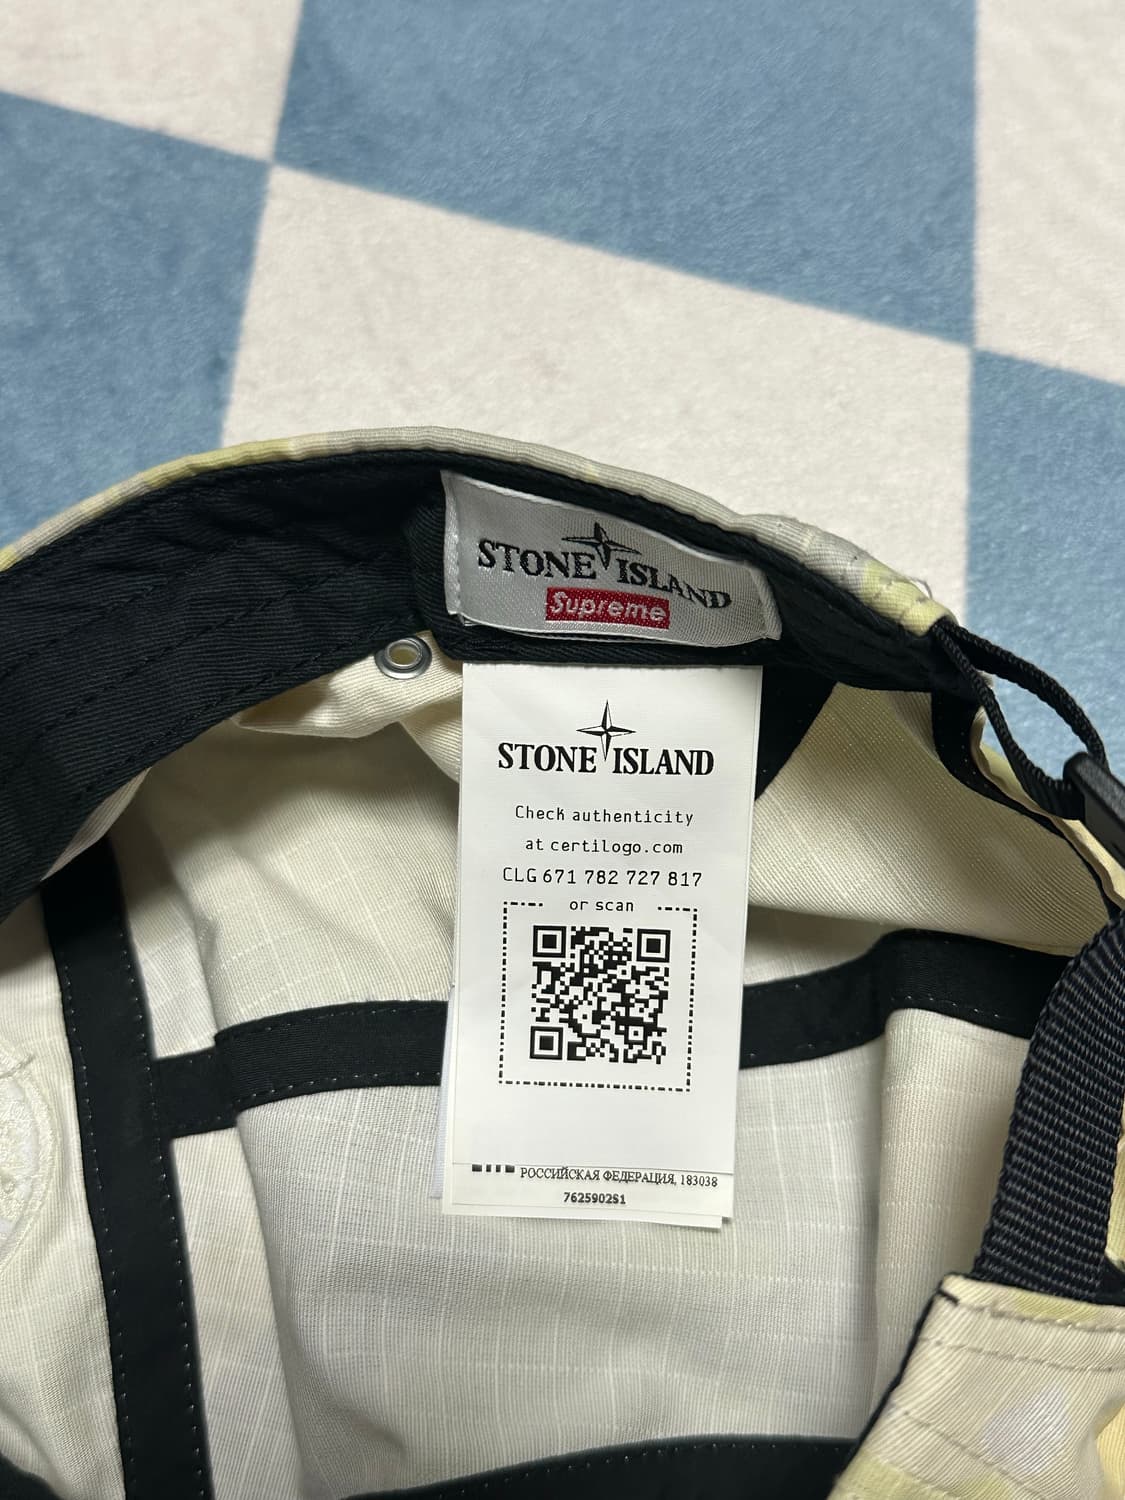 STONE ISLAND
Supreme
STONE ISLAND
Check authenticity
at certilogo.com
CLG 671 782 727 817
or scan
РОССИЙСКАЯ ФЕДЕРАЦИЯ, 183038
7625902S1